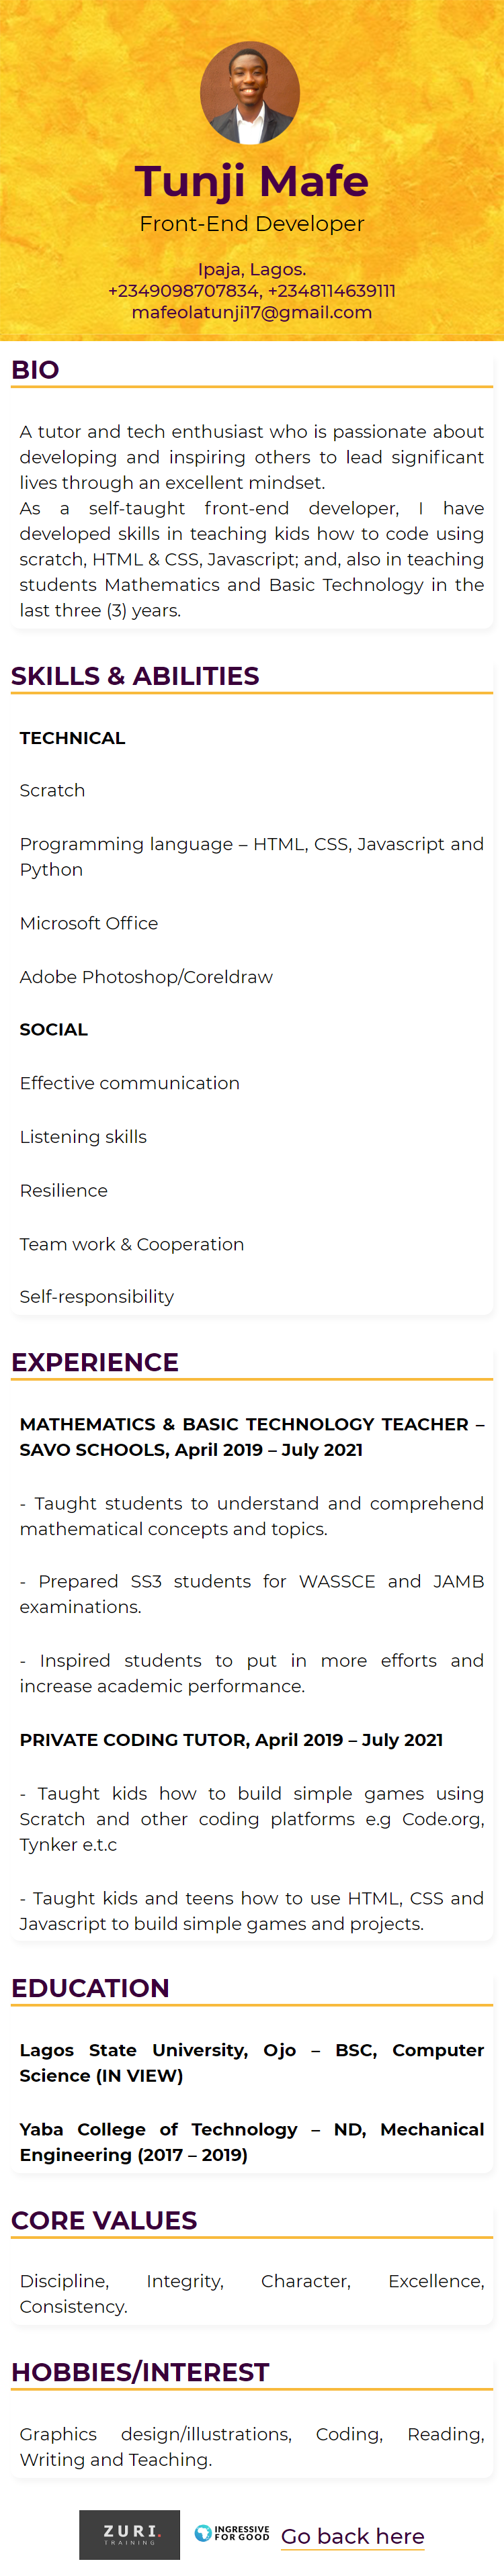 Tunji Mafe
Front-End Developer
Ipaja, Lagos.
+2349098707834, +2348114639111
mafeolatunji17@gmail.com
BIO
A tutor and tech enthusiast who is passionate about
developing and inspiring others to lead significant
lives through an excellent mindset.
As a self-taught front-end developer, I have
developed skills in teaching kids how to code using
scratch, HTML & CSS, Javascript; and, also in teaching
students Mathematics and Basic Technology in the
last three (3) years.
SKILLS & ABILITIES
TECHNICAL
Scratch
Programming language – HTML, CSS, Javascript and
Python
Microsoft Office
Adobe Photoshop/Coreldraw
SOCIAL
Effective communication
Listening skills
Resilience
Team work & Cooperation
Self-responsibility
EXPERIENCE
MATHEMATICS & BASIC TECHNOLOGY TEACHER –
SAVO SCHOOLS, April 2019 – July 2021
- Taught students to understand and comprehend
mathematical concepts and topics.
- Prepared SS3 students for WASSCE and JAMB
examinations.
- Inspired students to put in more efforts and
increase academic performance.
PRIVATE CODING TUTOR, April 2019 – July 2021
- Taught kids how to build simple games using
Scratch and other coding platforms e.g Code.org,
Tynker e.t.c
- Taught kids and teens how to use HTML, CSS and
Javascript to build simple games and projects.
EDUCATION
Lagos State University, Ojo – BSC, Computer
Science (IN VIEW)
Yaba College of Technology – ND, Mechanical
Engineering (2017 – 2019)
CORE VALUES
Discipline, Integrity, Character, Excellence,
Consistency.
HOBBIES/INTEREST
Graphics design/illustrations, Coding, Reading,
Writing and Teaching.
ZURI.
TRAINING
INGRESSIVE
FOR GOOD
Go back here